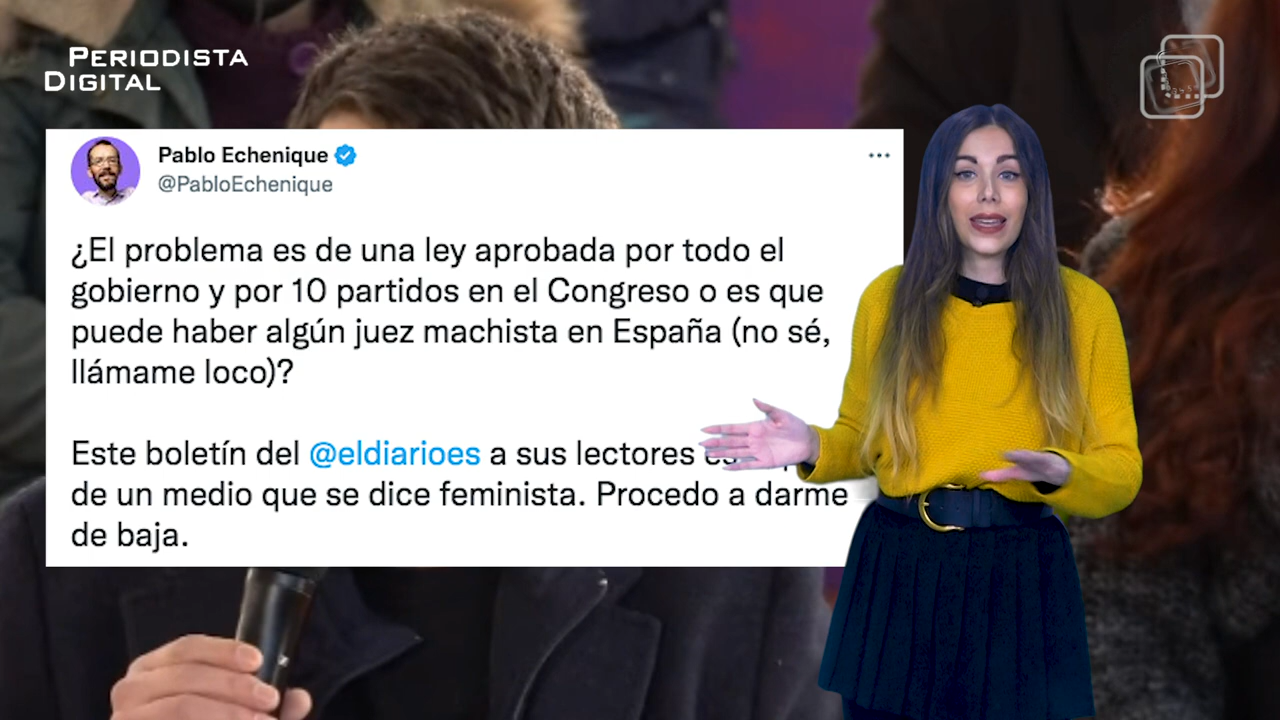 PERIODISTA
DIGITAL
Pablo Echenique
@PabloEchenique
¿El problema es de una ley aprobada por todo el
gobierno y por 10 partidos en el Congreso o es que
puede haber algún juez machista en España (no sé,
llámame loco)?
Este boletín del @eldiarioes a sus lectores
de un medio que se dice feminista. Procedo a darme
de baja.